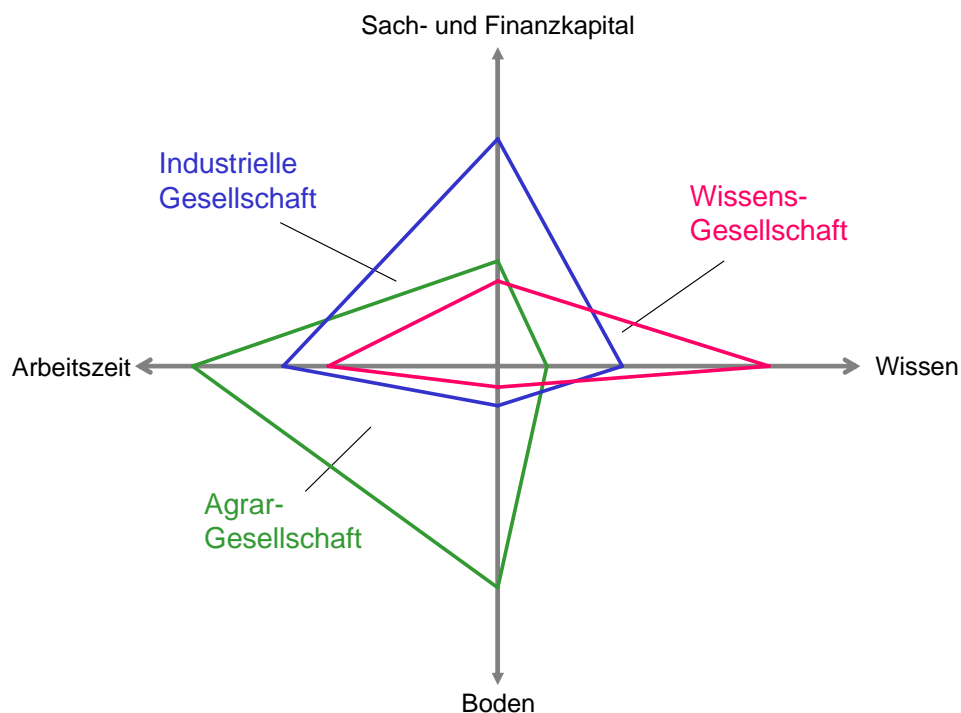 Sach- und Finanzkapital
Industrielle
Gesellschaft
Wissens-
Gesellschaft
Arbeitszeit
Wissen
Agrar-
Gesellschaft
Boden